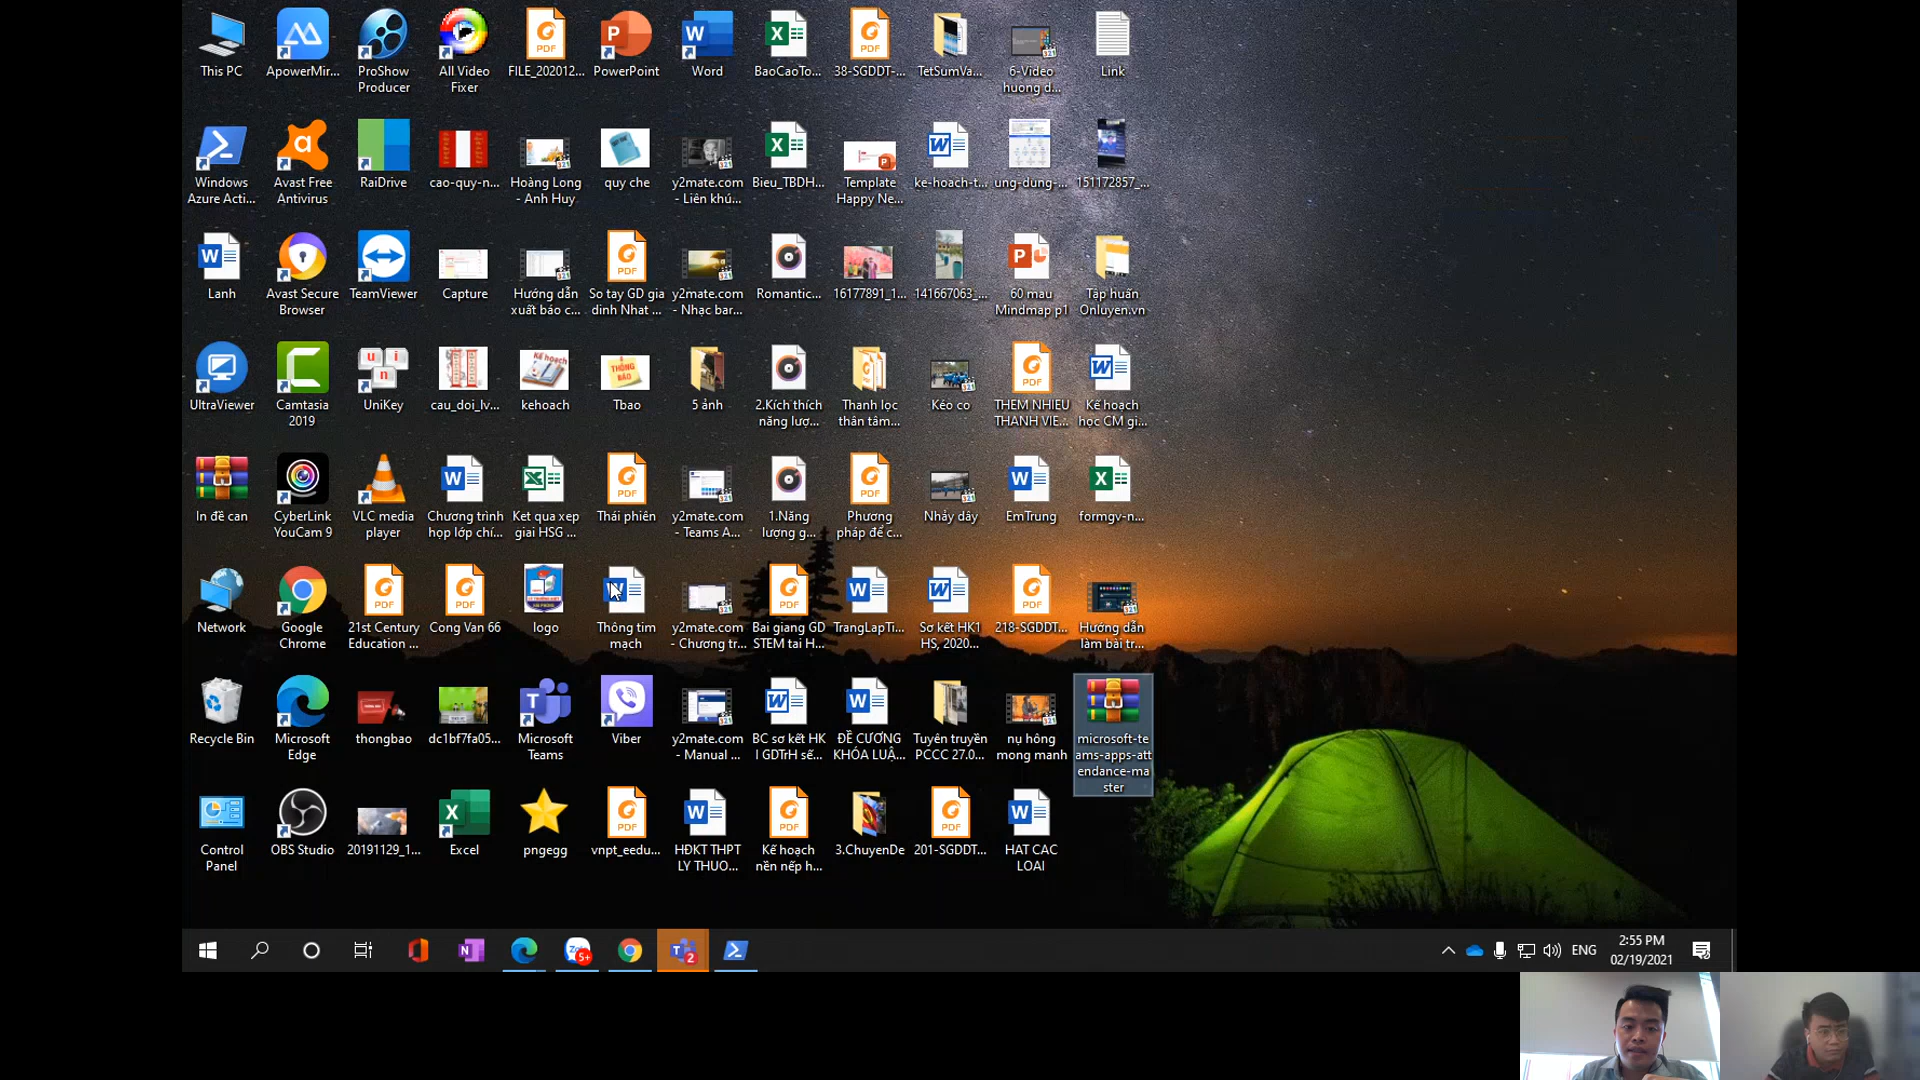 This PC
ApowerMir...
ProShow
Producer
All Video
Fixer
FILE_202012...
PowerPoint
Word
BaoCaoTo...
38-SGDDT-...
TetSumVa...
6-Video
huong d...
Link
Windows
Azure Acti...
Avast Free
Antivirus
RaiDrive
cao-quy-n...
Hoàng Long
- Anh Huy
quy che
y2mate.com
- Liên khú...
Bieu_TBDH...
Template
Happy Ne...
ke-hoach-t...
ung-dung-...
151172857_...
Lanh
Avast Secure
Browser
TeamViewer
Capture
Hướng dẫn
xuất báo c...
So tay GD gia
dinh Nhat ...
y2mate.com
- Nhạc bar...
Romantic...
16177891_1...
141667063_...
60 mau
Mindmap p1
Tập huấn
Onluyen.vn
UltraViewer
Camtasia
2019
UniKey
cau_doi_lv...
kehoach
Tbao
5 ảnh
2.Kích thích
năng lượ...
Thanh lọc
thân tâm...
Kéo co
THEM NHIEU
THANH VIE...
Kế hoạch
học CM gi...
In đề can
CyberLink
YouCam 9
VLC media
player
Chương trình
họp lớp chí...
Ket qua xep
giai HSG ...
Thái phiên
y2mate.com
- Teams A...
1.Năng
lượng g...
Phương
pháp để c...
Nhảy dây
EmTrung
formgv-n...
Network
Google
Chrome
21st Century
Education ...
Cong Van 66
logo
Thông tim
mạch
y2mate.com
- Chương tr...
Bai giang GD
STEM tai H...
TrangLapTi...
Sơ kết HK1
HS, 2020...
218-SGDDT...
Hướng dẫn
làm bài tr...
Recycle Bin
Microsoft
Edge
thongbao
dc1bf7fa05...
Microsoft
Teams
Viber
y2mate.com
- Manual ...
BC sơ kết HK
I GDTrH sế...
ĐỀ CƯƠNG
KHÓA LUẬ...
Tuyên truyền
PCCC 27.0...
nụ hông
mong manh
microsoft-te
ams-apps-att
endance-ma
ster
Control
Panel
OBS Studio
20191129_1...
Excel
pngegg
vnpt_eedu...
HĐKT THPT
LY THUO...
Kế hoạch
nền nếp h...
3.ChuyenDe
201-SGDDT...
HAT CAC
LOAI
ENG
2:55 PM
02/19/2021